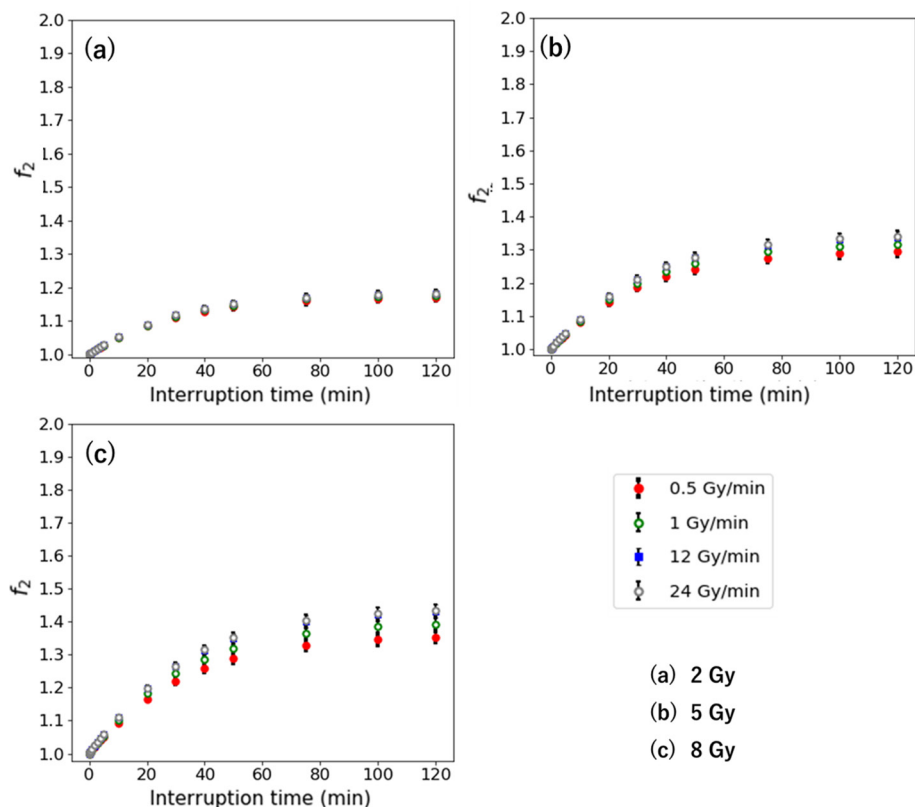 (a)
2.0
1.9
1.8
1.7
1.6
1.5
1.4
1.3
1.2
1.1
1.0
f2
0 20 40 60 80 100 120
Interruption time (min)
(b)
2.0
1.9
1.8
1.7
1.6
1.5
1.4
1.3
1.2
1.1
1.0
f2
0 20 40 60 80 100 120
Interruption time (min)
(c)
2.0
1.9
1.8
1.7
1.6
1.5
1.4
1.3
1.2
1.1
1.0
f2
0 20 40 60 80 100 120
Interruption time (min)
0.5 Gy/min
1 Gy/min
12 Gy/min
24 Gy/min
(a) 2 Gy
(b) 5 Gy
(c) 8 Gy